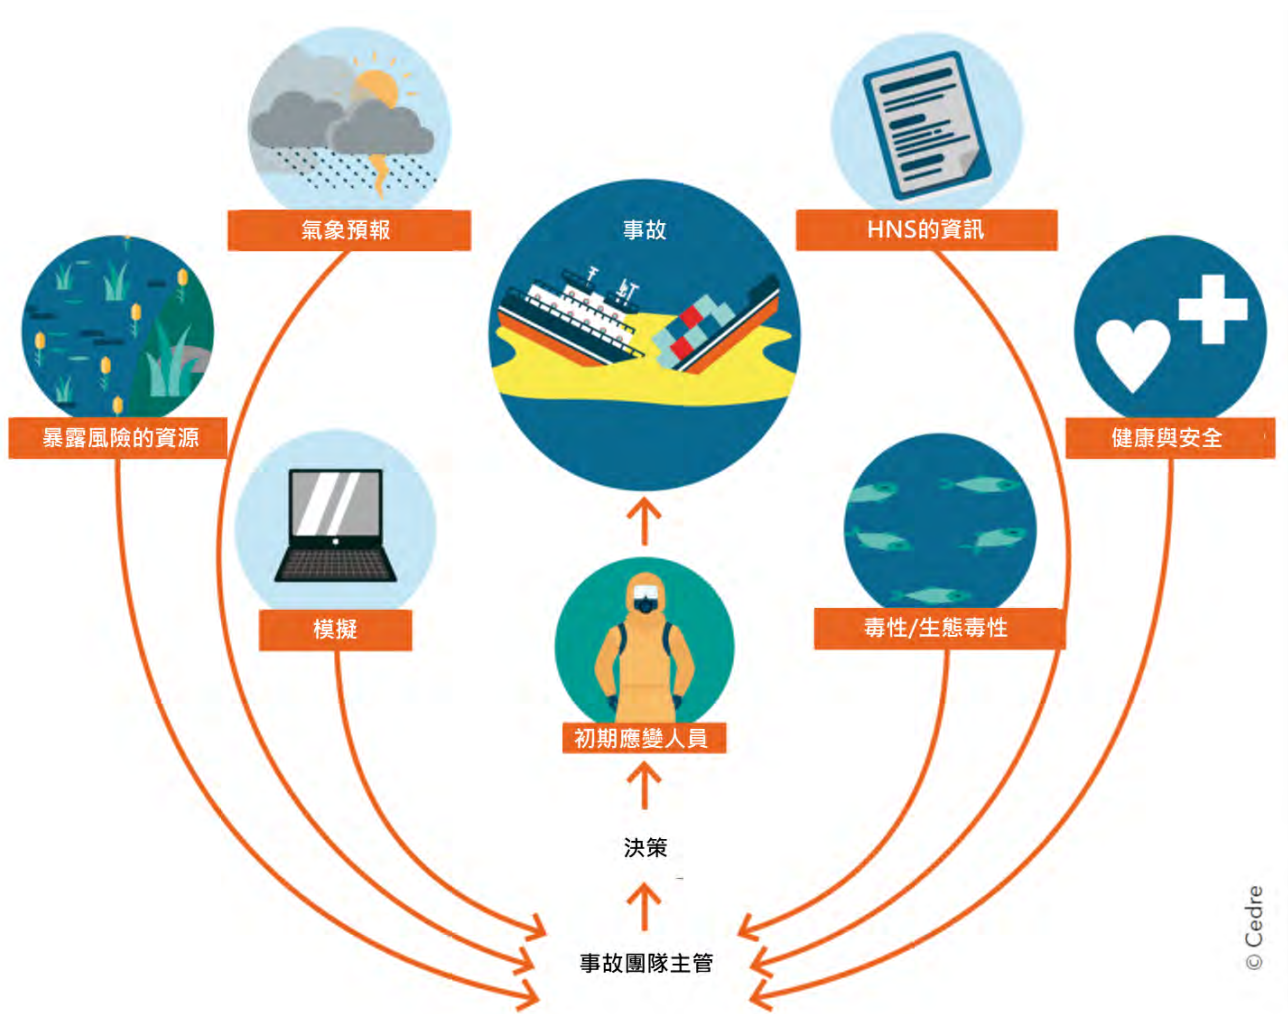 氣象預報
HNS的資訊
事故
暴露風險的資源
健康與安全
模擬
毒性/生態毒性
初期應變人員
決策
事故團隊主管
© Cedre